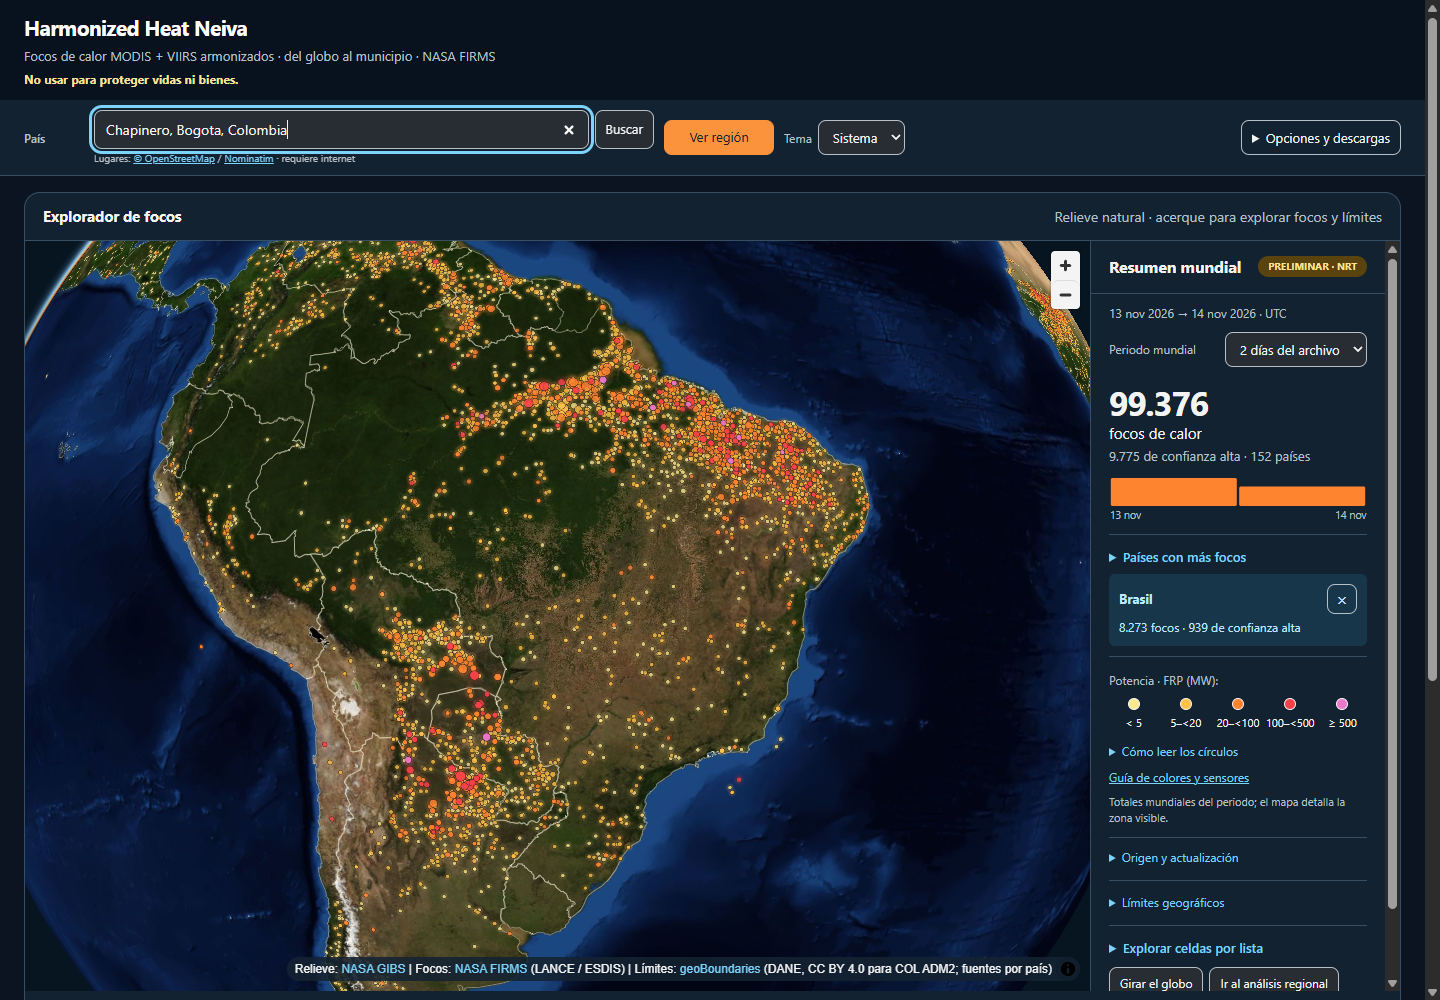 Harmonized Heat Neiva
Focos de calor MODIS + VIIRS armonizados · del globo al municipio · NASA FIRMS
No usar para proteger vidas ni bienes.
País
Chapinero, Bogota, Colombia
×
Buscar
Ver región
Tema
Sistema
▶ Opciones y descargas
Lugares: © OpenStreetMap / Nominatim · requiere internet
Explorador de focos
Relieve natural · acerque para explorar focos y límites
+
−
Relieve: NASA GIBS | Focos: NASA FIRMS (LANCE / ESDIS) | Límites: geoBoundaries (DANE, CC BY 4.0 para COL ADM2; fuentes por país)
Resumen mundial
PRELIMINAR · NRT
13 nov 2026 → 14 nov 2026 · UTC
Periodo mundial
2 días del archivo
99.376
focos de calor
9.775 de confianza alta · 152 países
13 nov
14 nov
▶ Países con más focos
Brasil
×
8.273 focos · 939 de confianza alta
Potencia · FRP (MW):
< 5
5–<20
20–<100
100–<500
≥ 500
▶ Cómo leer los círculos
Guía de colores y sensores
Totales mundiales del periodo; el mapa detalla la
zona visible.
▶ Origen y actualización
▶ Límites geográficos
▶ Explorar celdas por lista
Girar el globo
Ir al análisis regional